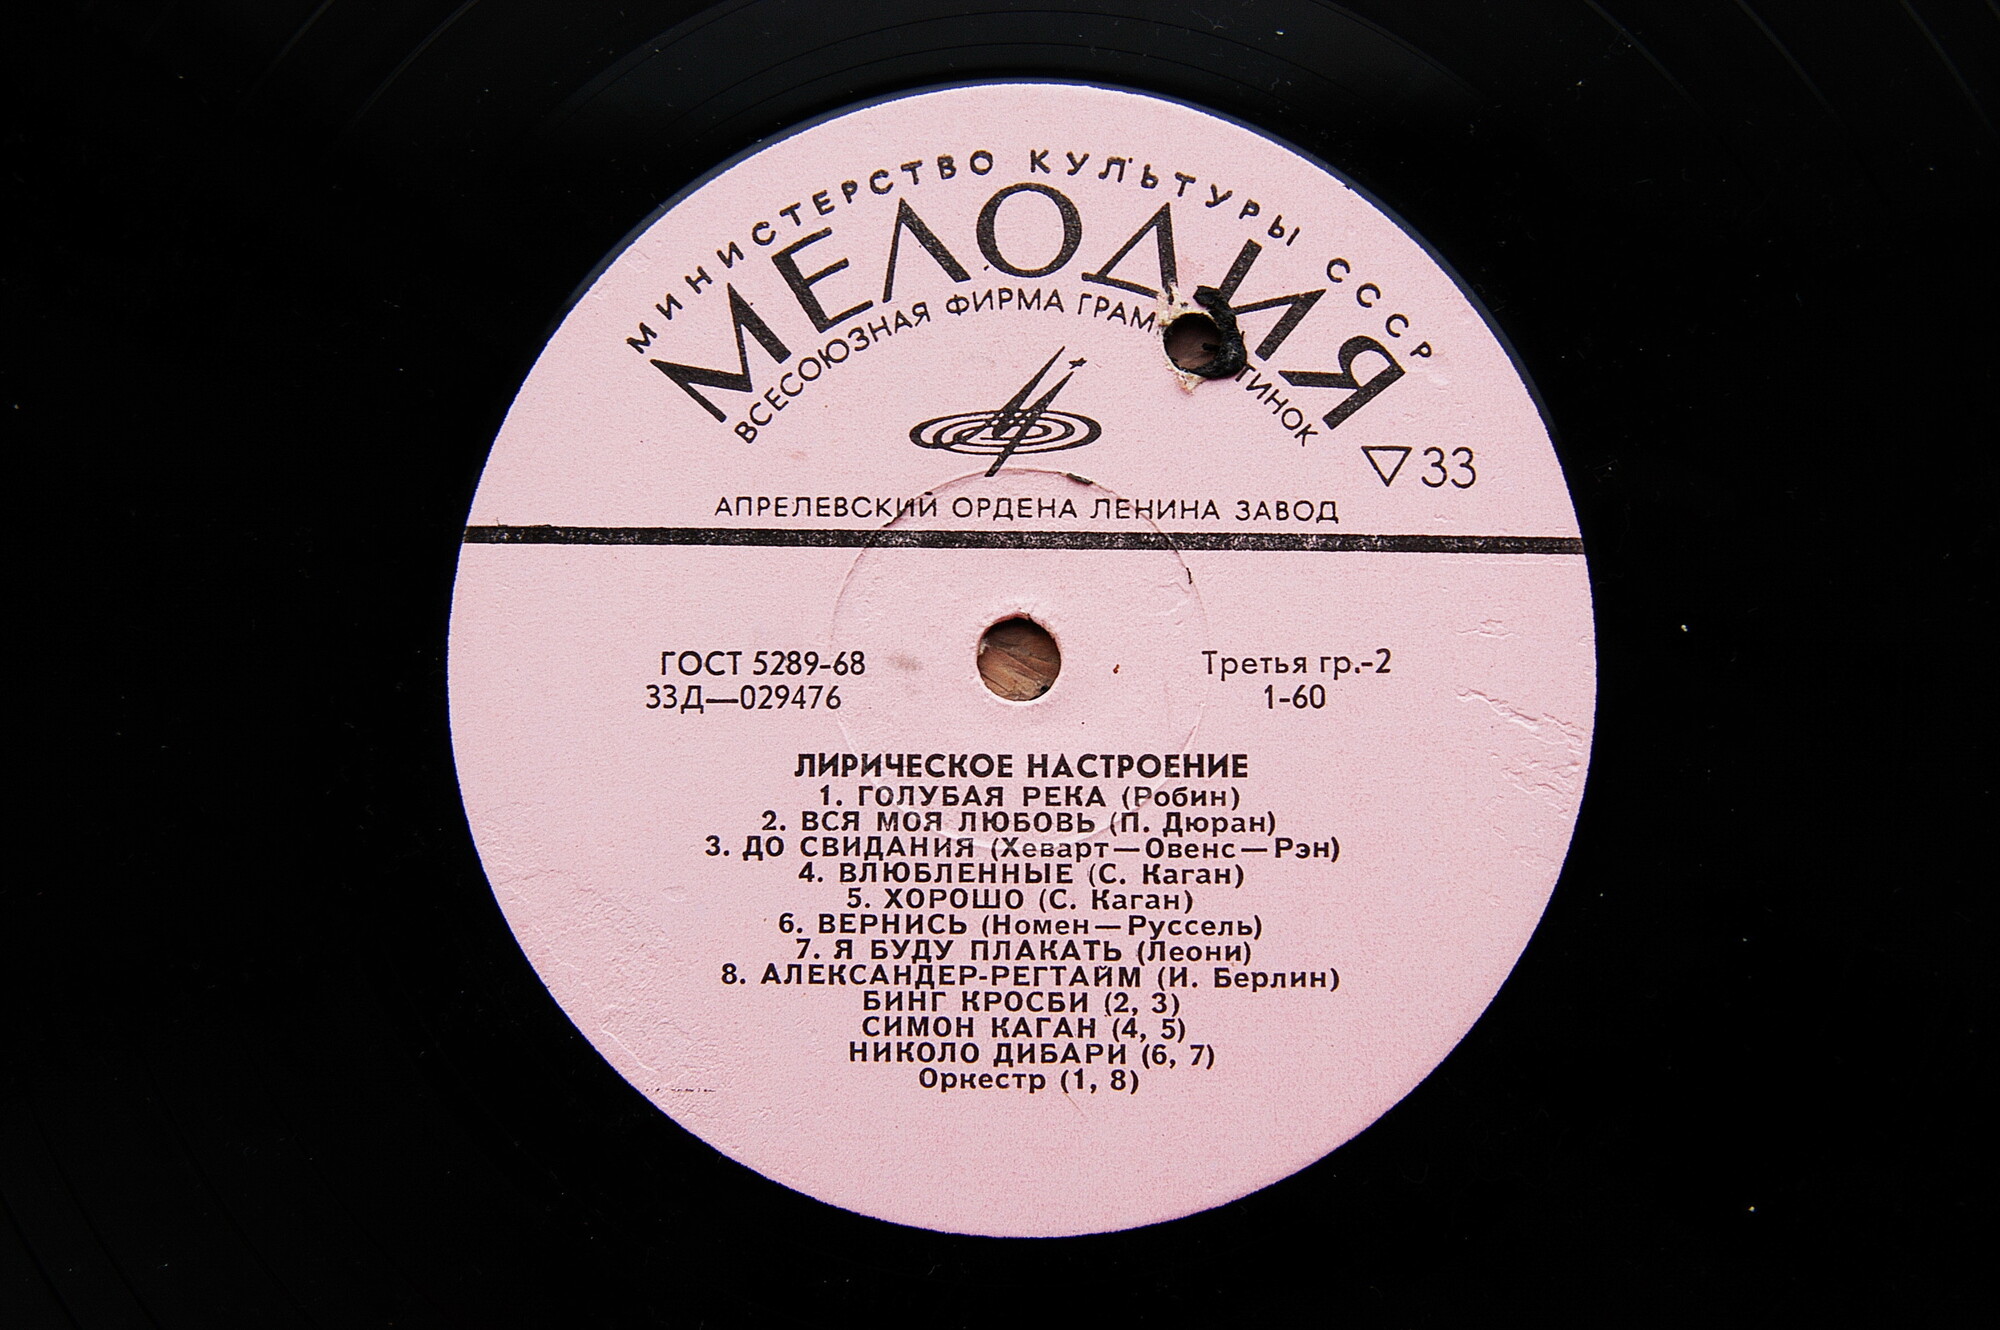 МИНИСТЕРСТВО КУЛЬТУРЫ СССР
МЕЛОДИЯ
ВСЕСОЮЗНАЯ ФИРМА
▽33
АПРЕЛЕВСКИЙ ОРДЕНА ЛЕНИНА ЗАВОД
ГОСТ 5289-68
33Д—029476
Третья гр.-2
1-60
ЛИРИЧЕСКОЕ НАСТРОЕНИЕ
1. ГОЛУБАЯ РЕКА (Робин)
2. ВСЯ МОЯ ЛЮБОВЬ (П. Дюран)
3. ДО СВИДАНИЯ (Хеварт—Овенс—Рэн)
4. ВЛЮБЛЕННЫЕ (С. Каган)
5. ХОРОШО (С. Каган)
6. ВЕРНИСЬ (Номен—Руссель)
7. Я БУДУ ПЛАКАТЬ (Леони)
8. АЛЕКСАНДЕР-РЕГТАЙМ (И. Берлин)
БИНГ КРОСБИ (2, 3)
СИМОН КАГАН (4, 5)
НИКОЛО ДИБАРИ (6, 7)
Оркестр (1, 8)